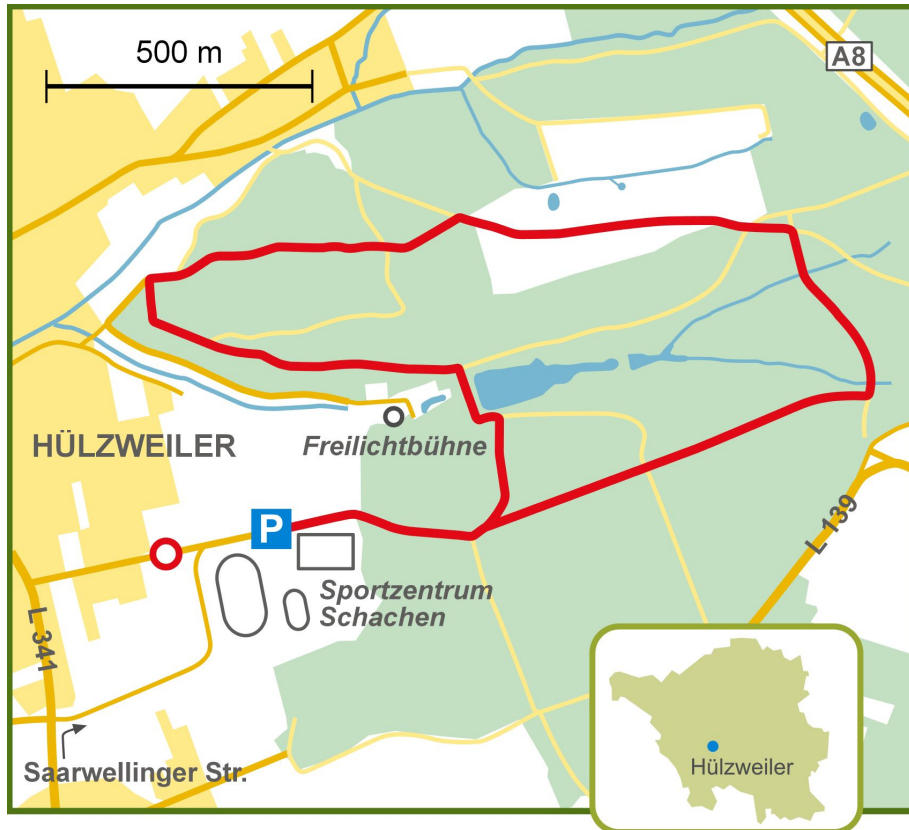 500 m
A8
HÜLZWEILER
Freilichtbühne
P
L 139
Sportzentrum
Schachen
L 341
Saarwellinger Str.
Hülzweiler